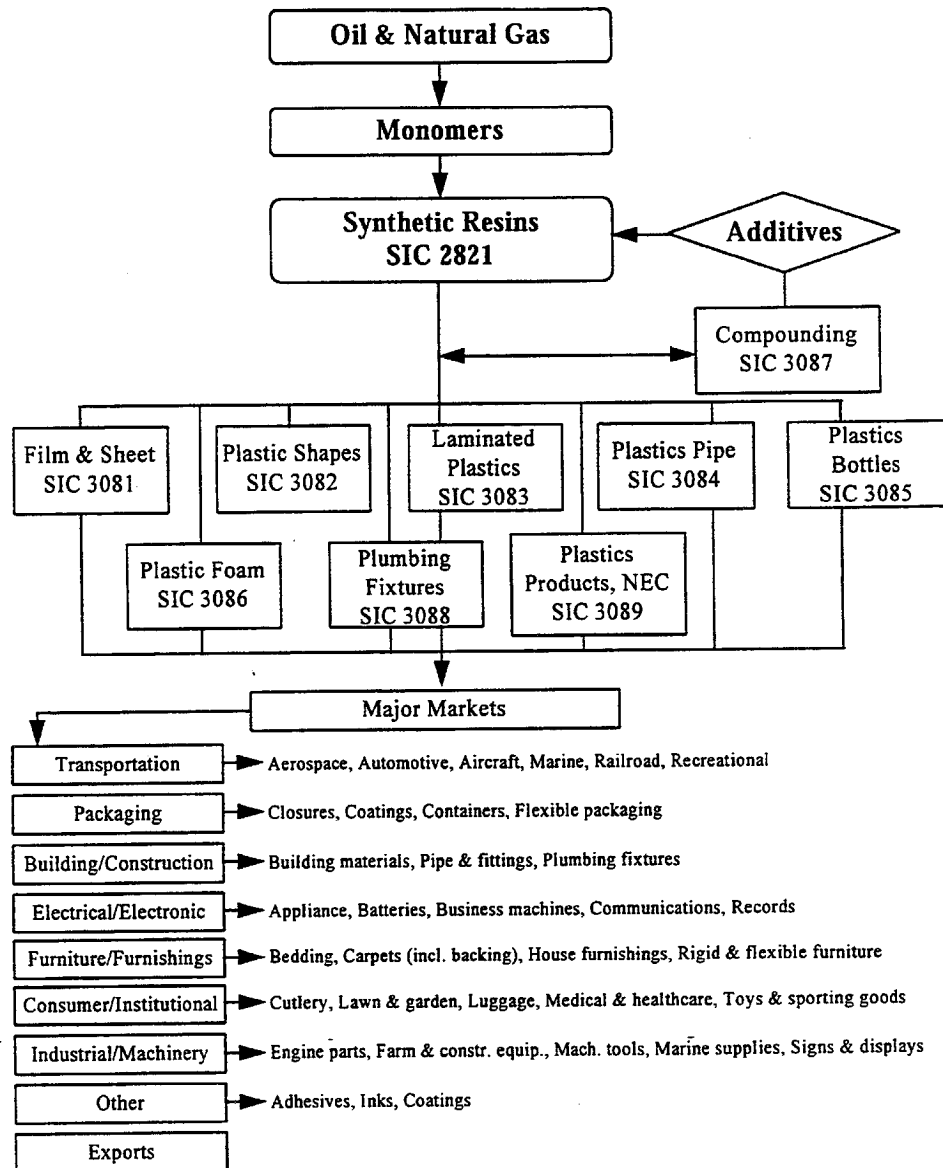 Oil & Natural Gas
Monomers
Synthetic Resins
SIC 2821
Additives
Compounding
SIC 3087
Film & Sheet
SIC 3081
Plastic Shapes
SIC 3082
Laminated
Plastics
SIC 3083
Plastics Pipe
SIC 3084
Plastics
Bottles
SIC 3085
Plastic Foam
SIC 3086
Plumbing
Fixtures
SIC 3088
Plastics
Products, NEC
SIC 3089
Major Markets
Transportation
Aerospace, Automotive, Aircraft, Marine, Railroad, Recreational
Packaging
Closures, Coatings, Containers, Flexible packaging
Building/Construction
Building materials, Pipe & fittings, Plumbing fixtures
Electrical/Electronic
Appliance, Batteries, Business machines, Communications, Records
Furniture/Furnishings
Bedding, Carpets (incl. backing), House furnishings, Rigid & flexible furniture
Consumer/Institutional
Cutlery, Lawn & garden, Luggage, Medical & healthcare, Toys & sporting goods
Industrial/Machinery
Engine parts, Farm & constr. equip., Mach. tools, Marine supplies, Signs & displays
Other
Adhesives, Inks, Coatings
Exports